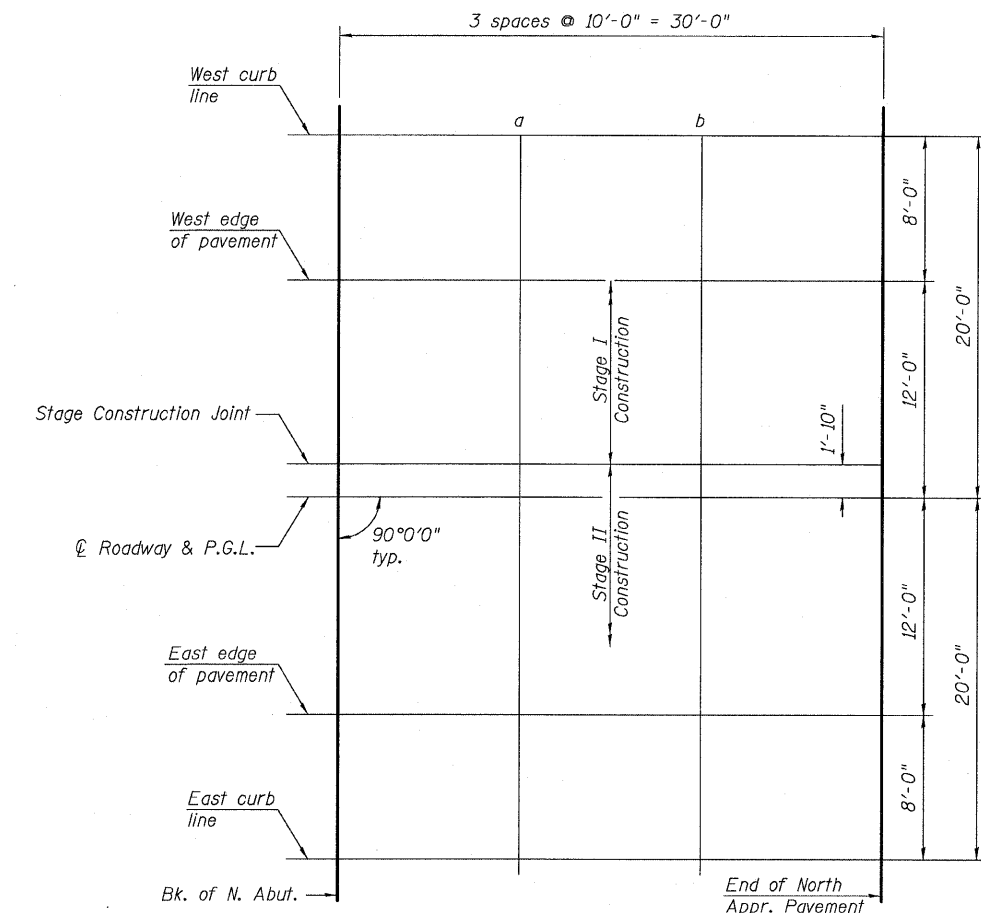 3 spaces @ 10'-0" = 30'-0"
West curb
line
a
b
8'-0"
West edge
of pavement
20'-0"
Stage I
Construction
12'-0"
Stage Construction Joint
1'-10"
℄ Roadway & P.G.L.
90°0'0"
typ.
Stage II
Construction
12'-0"
20'-0"
East edge
of pavement
8'-0"
East curb
line
Bk. of N. Abut.
End of North
Appr. Pavement